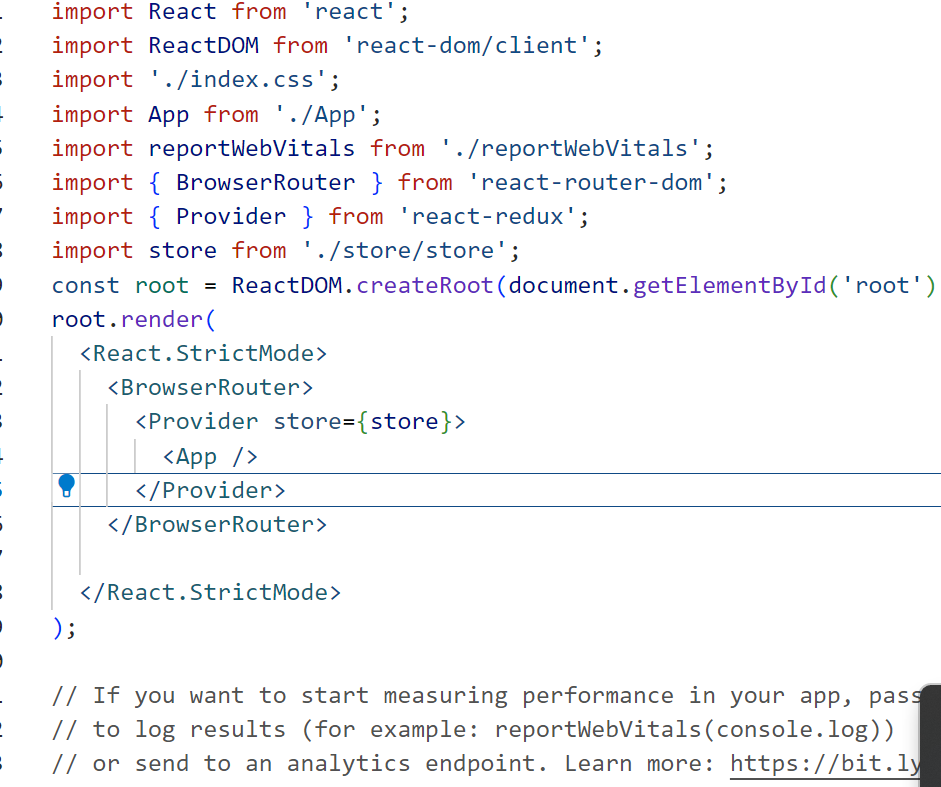 import React from 'react';
import ReactDOM from 'react-dom/client';
import './index.css';
import App from './App';
import reportWebVitals from './reportWebVitals';
import { BrowserRouter } from 'react-router-dom';
import { Provider } from 'react-redux';
import store from './store/store';
const root = ReactDOM.createRoot(document.getElementById('root')
root.render(
  <React.StrictMode>
    <BrowserRouter>
      <Provider store={store}>
        <App />
      </Provider>
    </BrowserRouter>
  </React.StrictMode>
);
// If you want to start measuring performance in your app, pass
// to log results (for example: reportWebVitals(console.log))
// or send to an analytics endpoint. Learn more: https://bit.ly